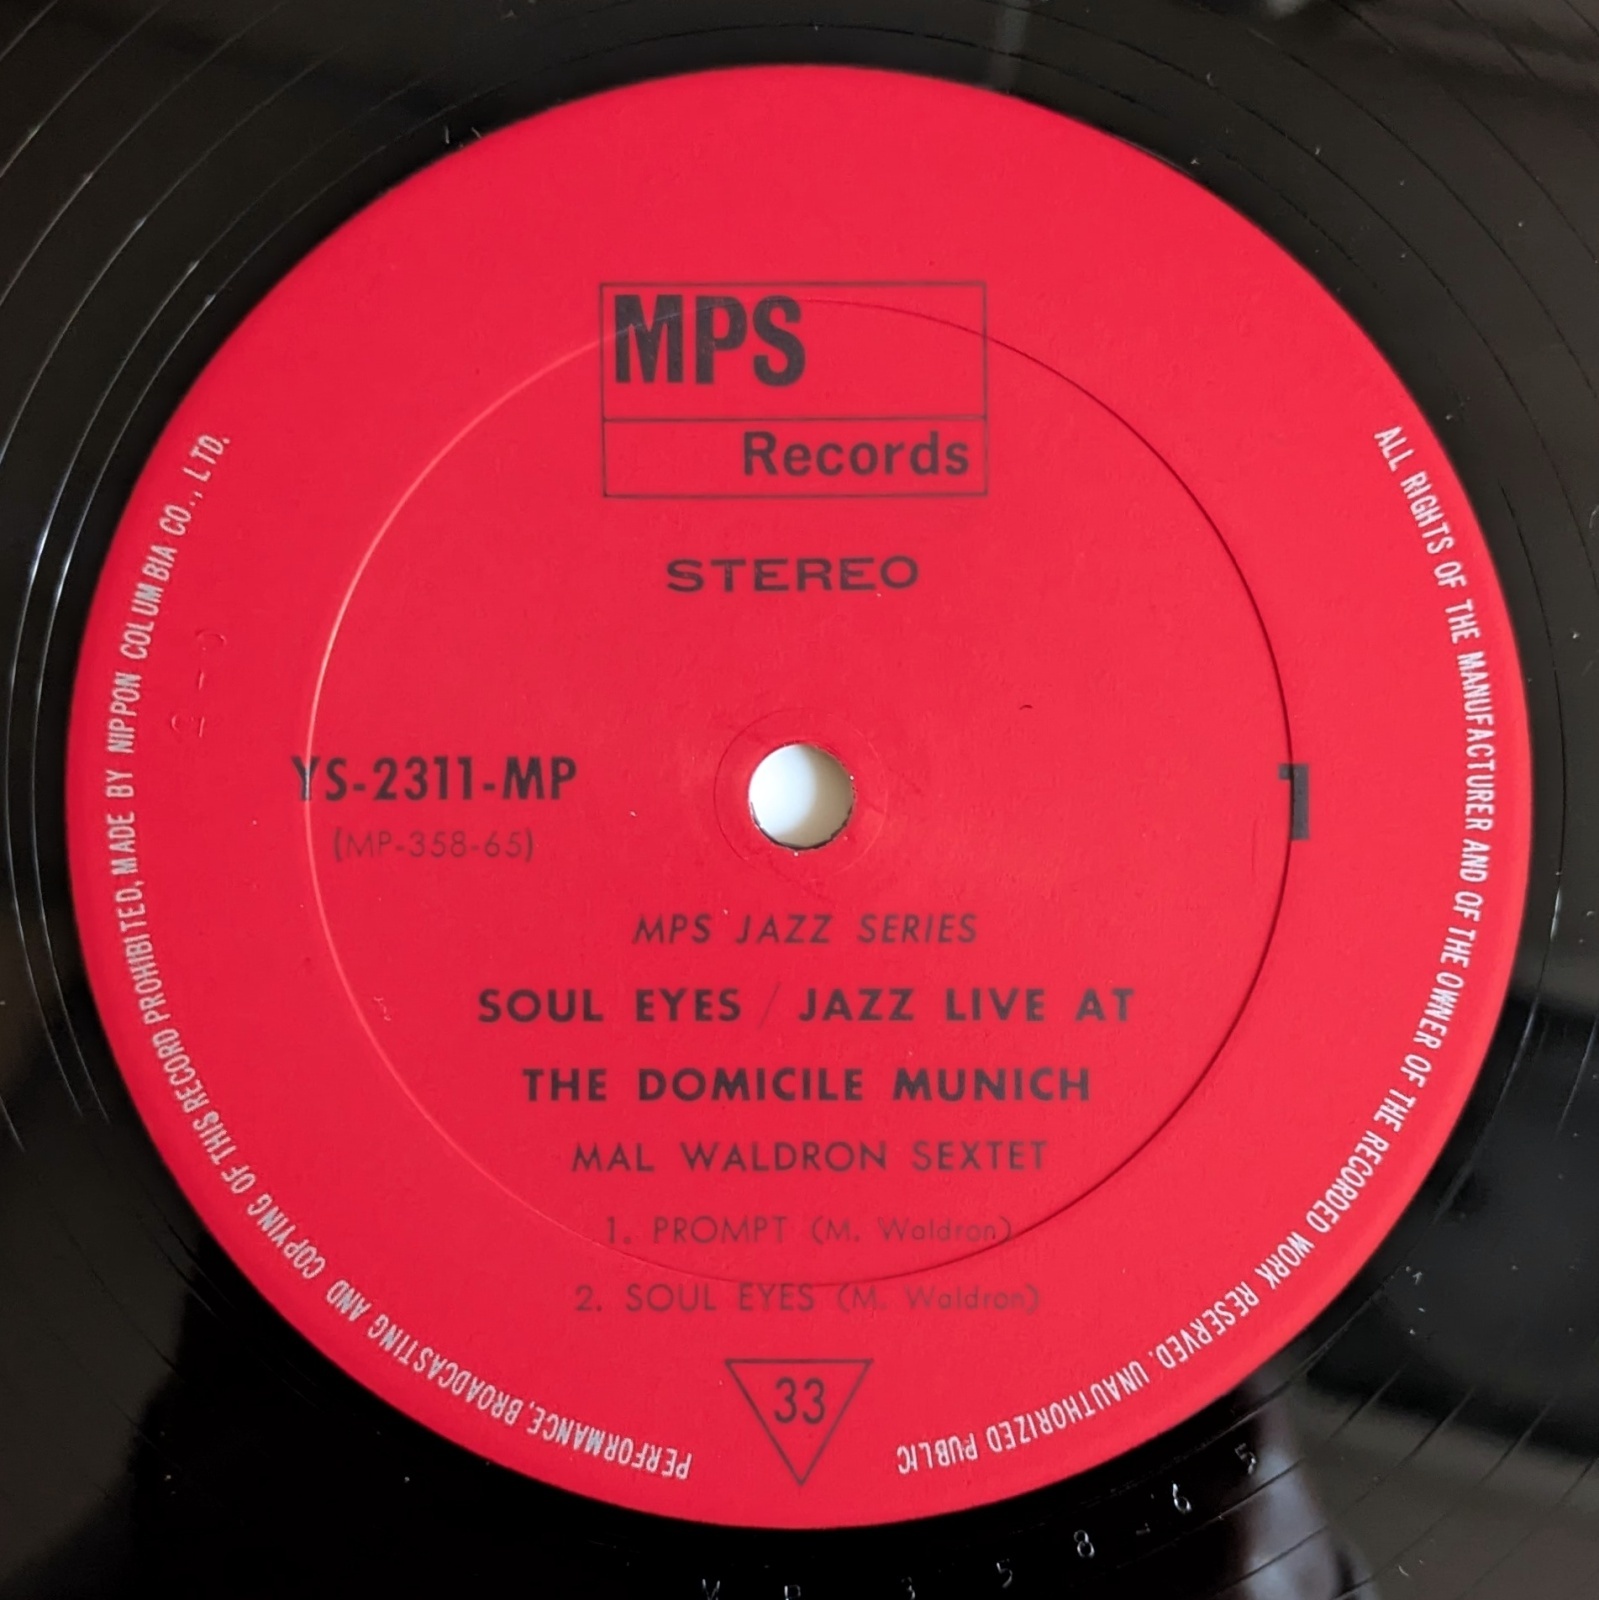 MPS
Records
STEREO
YS-2311-MP
(MP-358-65)
1
MPS JAZZ SERIES
SOUL EYES / JAZZ LIVE AT
THE DOMICILE MUNICH
MAL WALDRON SEXTET
1. PROMPT (M. Waldron)
2. SOUL EYES (M. Waldron)
33
ALL RIGHTS OF THE MANUFACTURER AND OF THE OWNER OF THE RECORDED WORK RESERVED. UNAUTHORIZED PUBLIC PERFORMANCE, BROADCASTING AND COPYING OF THIS RECORD PROHIBITED, MADE BY NIPPON COLUMBIA CO., LTD.
358-65